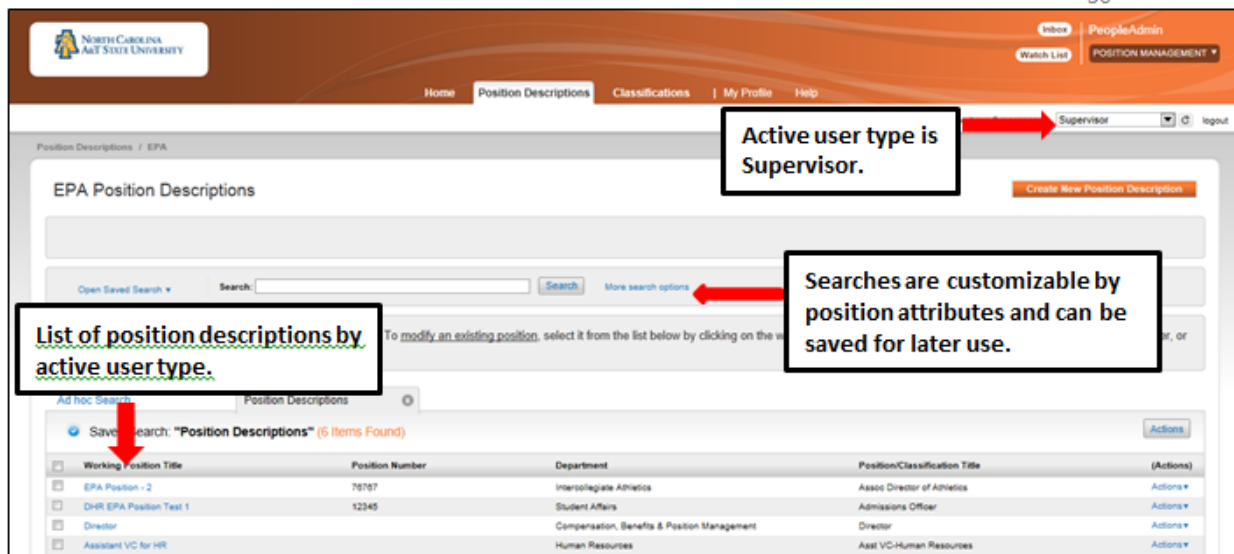 NORTH CAROLINA
A&T STATE UNIVERSITY
Inbox
PeopleAdmin
Watch List
POSITION MANAGEMENT
Home Position Descriptions Classifications | My Profile Help
Supervisor
logout
Active user type is
Supervisor.
Position Descriptions / EPA
EPA Position Descriptions
Create New Position Description
Open Saved Search
Search:
Search
More search options
Searches are customizable by
position attributes and can be
saved for later use.
List of position descriptions by
active user type.
To modify an existing position, select it from the list below by clicking on the
or
Ad hoc Search
Position Descriptions
Search: "Position Descriptions" (6 Items Found)
Actions
Working Position Title Position Number Department Position/Classification Title (Actions)
EPA Position - 2 76767 Intercollegiate Athletics Assoc Director of Athletics Actions
DHR EPA Position Test 1 12345 Student Affairs Admissions Officer Actions
Director Compensation, Benefits & Position Management Director Actions
Assistant VC for HR Human Resources Asst VC-Human Resources Actions